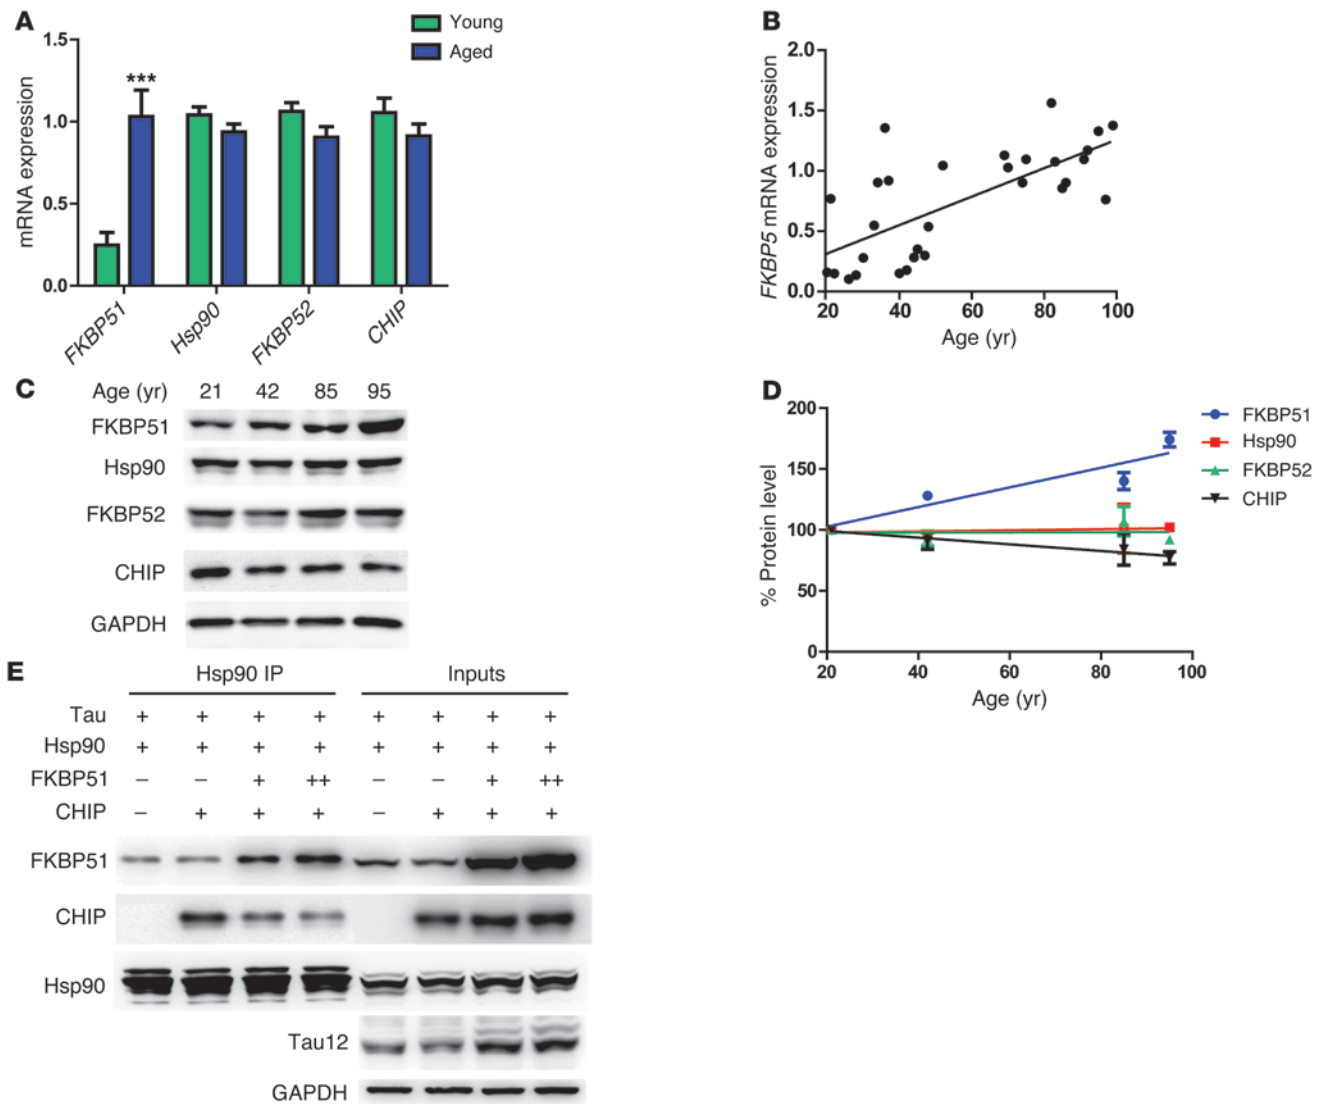 A
Young
Aged
***
mRNA expression
1.5
1.0
0.5
0.0
FKBP51
Hsp90
FKBP52
CHIP
B
FKBP5 mRNA expression
2.0
1.5
1.0
0.5
0.0
20 40 60 80 100
Age (yr)
C
Age (yr) 21 42 85 95
FKBP51
Hsp90
FKBP52
CHIP
GAPDH
D
% Protein level
200
150
100
50
0
20 40 60 80 100
Age (yr)
FKBP51
Hsp90
FKBP52
CHIP
E
Hsp90 IP Inputs
Tau + + + + + + + +
Hsp90 + + + + + + + +
FKBP51 – – + ++ – – + ++
CHIP – + + + – + + +
FKBP51
CHIP
Hsp90
Tau12
GAPDH